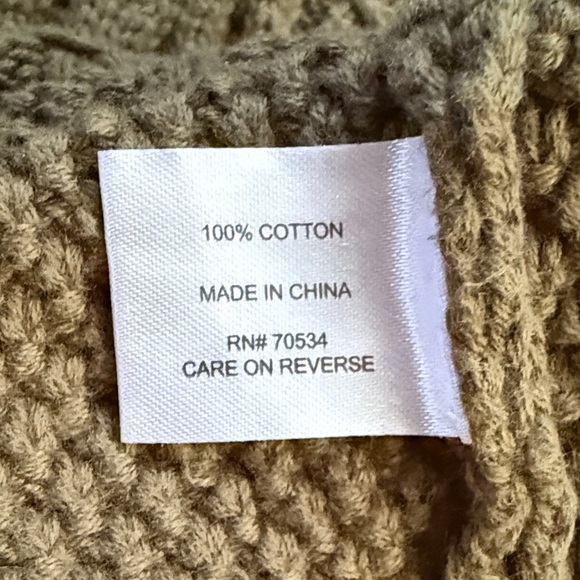 100% COTTON
MADE IN CHINA
RN# 70534
CARE ON REVERSE